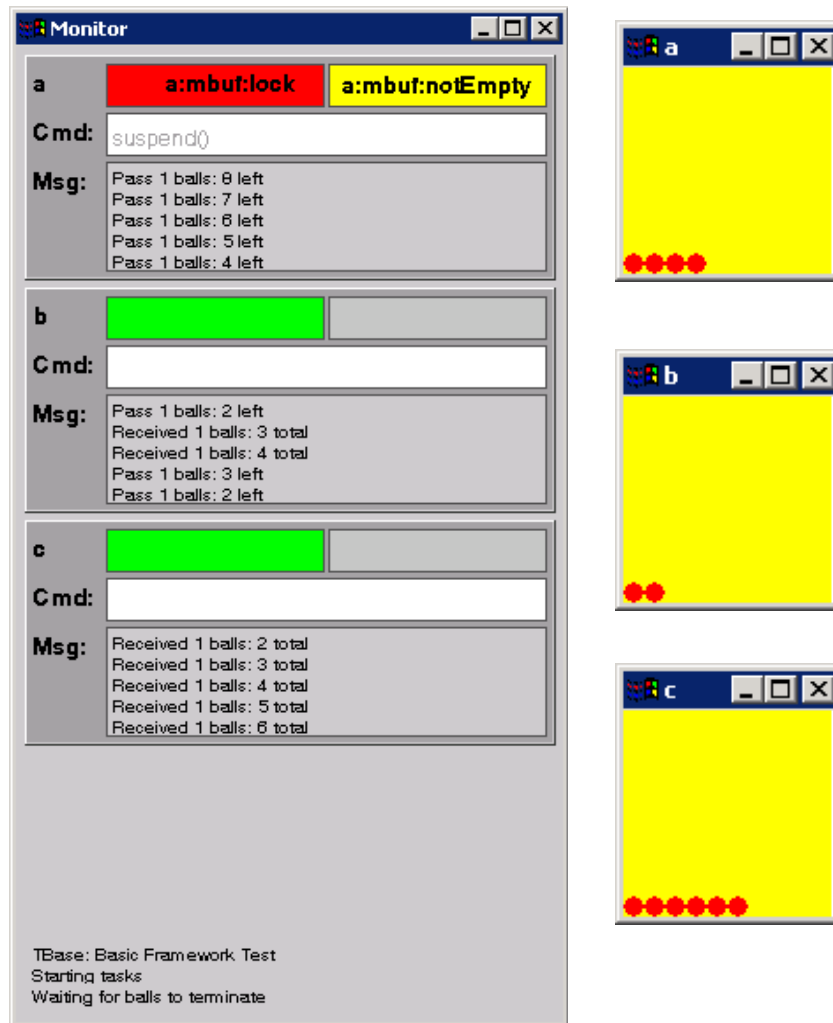 Monitor
a
a:mbuf:lock
a:mbuf:notEmpty
Cmd:
suspend()
Msg:
Pass 1 balls: 8 left
Pass 1 balls: 7 left
Pass 1 balls: 6 left
Pass 1 balls: 5 left
Pass 1 balls: 4 left
b
Cmd:
Msg:
Pass 1 balls: 2 left
Received 1 balls: 3 total
Received 1 balls: 4 total
Pass 1 balls: 3 left
Pass 1 balls: 2 left
c
Cmd:
Msg:
Received 1 balls: 2 total
Received 1 balls: 3 total
Received 1 balls: 4 total
Received 1 balls: 5 total
Received 1 balls: 6 total
TBase: Basic Framework Test
Starting tasks
Waiting for balls to terminate
a
b
c